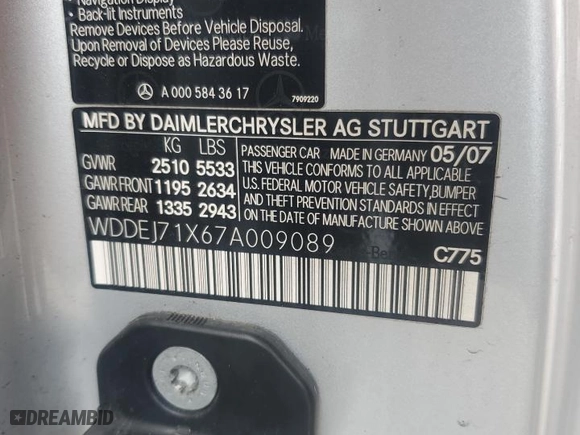 • Navigation Display
• Back-lit Instruments
Remove Devices Before Vehicle Disposal.
Upon Removal of Devices Please Reuse,
Recycle or Dispose as Hazardous Waste.
A 000 584 36 17
7909220
MFD BY DAIMLERCHRYSLER AG STUTTGART
KG LBS
GVWR 2510 5533
GAWR FRONT 1195 2634
GAWR REAR 1335 2943
PASSENGER CAR MADE IN GERMANY 05/07
THIS VEHICLE CONFORMS TO ALL APPLICABLE
U.S. FEDERAL MOTOR VEHICLE SAFETY, BUMPER
AND THEFT PREVENTION STANDARDS IN EFFECT
ON THE DATE OF MANUFACTURE SHOWN ABOVE.
WDDEJ71X67A009089
C775
DREAMBID